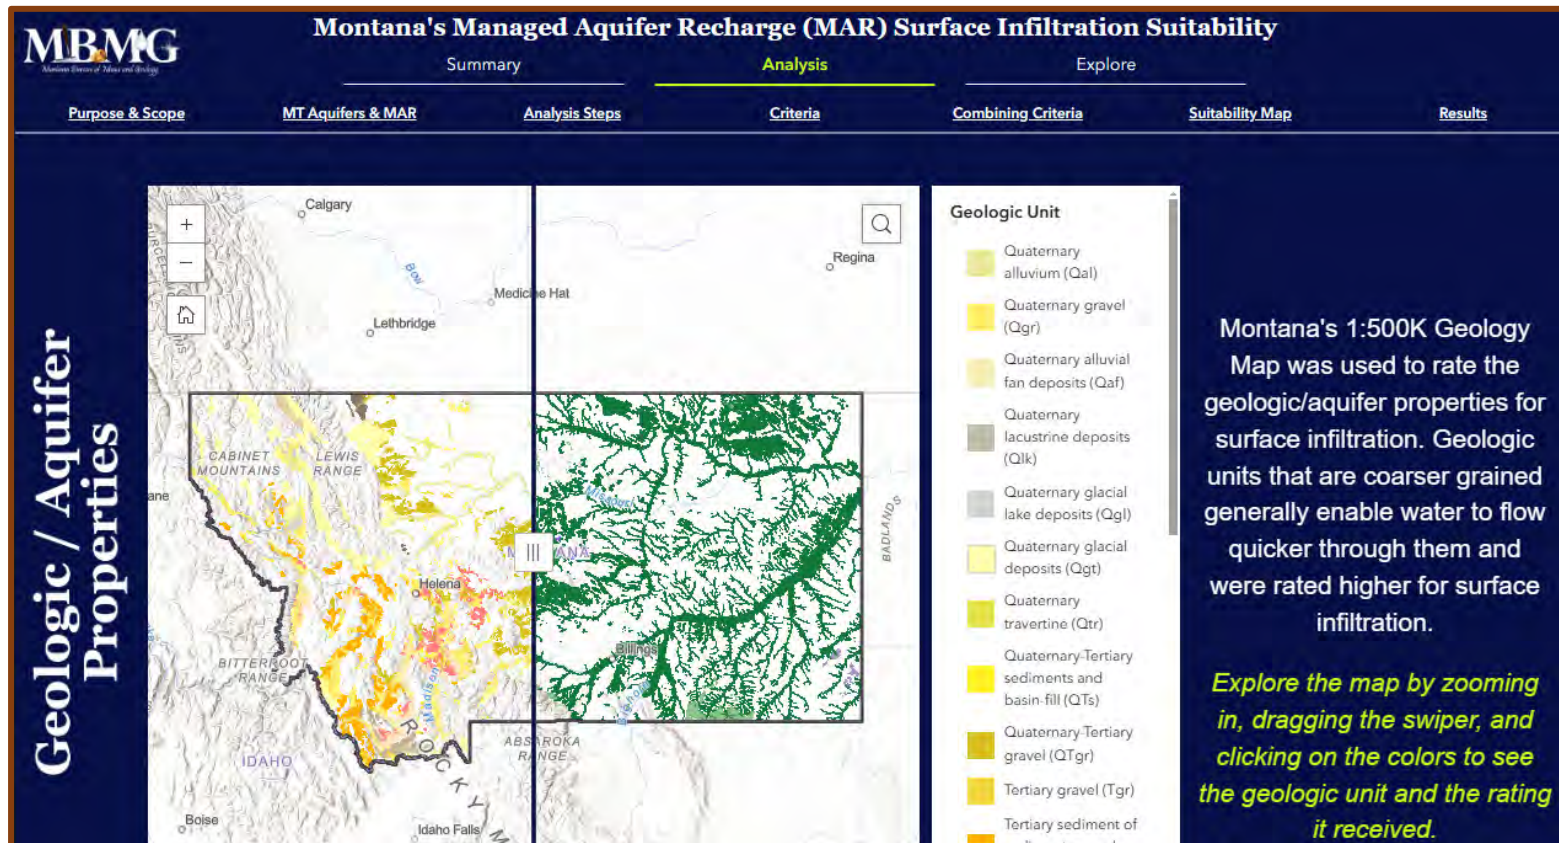 MBMG
Montana's Managed Aquifer Recharge (MAR) Surface Infiltration Suitability
Summary
Analysis
Explore
Purpose & Scope
MT Aquifers & MAR
Analysis Steps
Criteria
Combining Criteria
Suitability Map
Results
Geologic / Aquifer
Properties
+
−
Calgary
Bow
Regina
Medicine Hat
Lethbridge
CABINET
MOUNTAINS
LEWIS
RANGE
Missouri
BADLANDS
Helena
Billings
BITTERROOT
RANGE
Madison
ABSAROKA
RANGE
IDAHO
ROCKY M
Boise
Idaho Falls
Geologic Unit
Quaternary
alluvium (Qal)
Quaternary gravel
(Qgr)
Quaternary alluvial
fan deposits (Qaf)
Quaternary
lacustrine deposits
(Qlk)
Quaternary glacial
lake deposits (Qgl)
Quaternary glacial
deposits (Qgt)
Quaternary
travertine (Qtr)
Quaternary-Tertiary
sediments and
basin-fill (QTs)
Quaternary-Tertiary
gravel (QTgr)
Tertiary gravel (Tgr)
Tertiary sediment of
Montana's 1:500K Geology
Map was used to rate the
geologic/aquifer properties for
surface infiltration. Geologic
units that are coarser grained
generally enable water to flow
quicker through them and
were rated higher for surface
infiltration.
Explore the map by zooming
in, dragging the swiper, and
clicking on the colors to see
the geologic unit and the rating
it received.